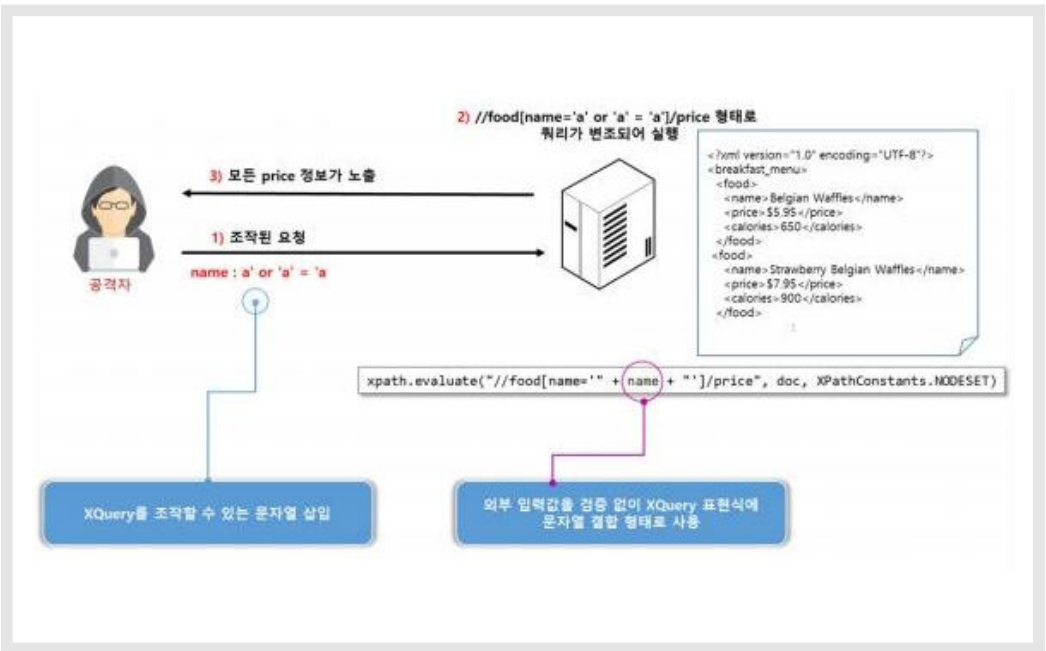 2) //food[name='a' or 'a' = 'a']/price 형태로
쿼리가 변조되어 실행
<?xml version="1.0" encoding="UTF-8"?>
<breakfast_menu>
<food>
<name>Belgian Waffles</name>
<price>$5.95</price>
<calories>650</calories>
</food>
<food>
<name>Strawberry Belgian Waffles</name>
<price>$7.95</price>
<calories>900</calories>
</food>
:
3) 모든 price 정보가 노출
1) 조작된 요청
name : a' or 'a' = 'a
공격자
xpath.evaluate("//food[name='" + name + "']/price", doc, XPathConstants.NODESET)
XQuery를 조작할 수 있는 문자열 삽입
외부 입력값을 검증 없이 XQuery 표현식에
문자열 결합 형태로 사용